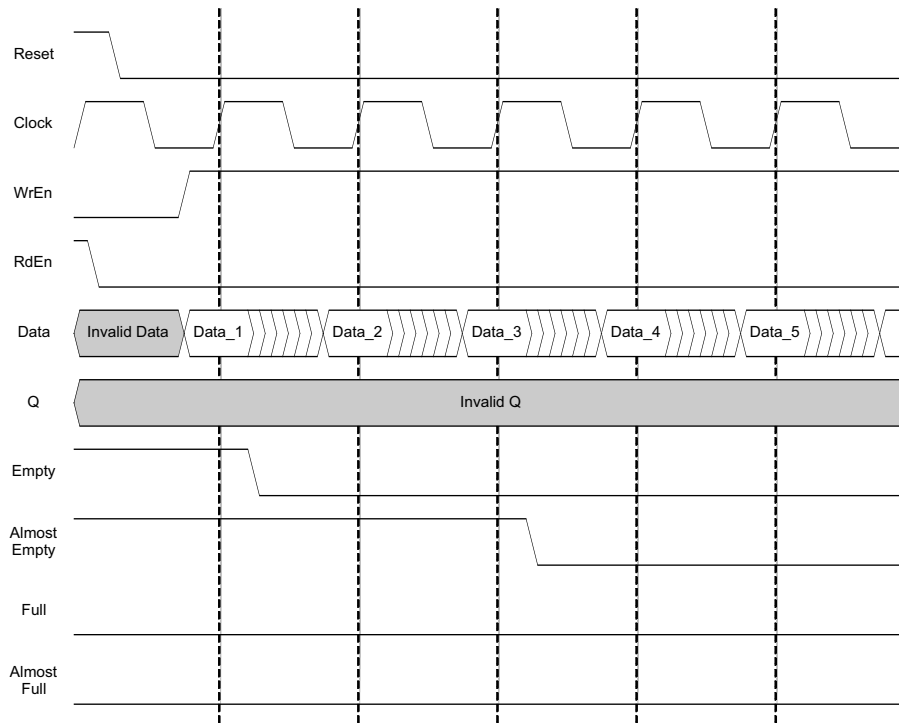 Reset
Clock
WrEn
RdEn
Data
Invalid Data
Data_1
Data_2
Data_3
Data_4
Data_5
Q
Invalid Q
Empty
Almost
Empty
Full
Almost
Full